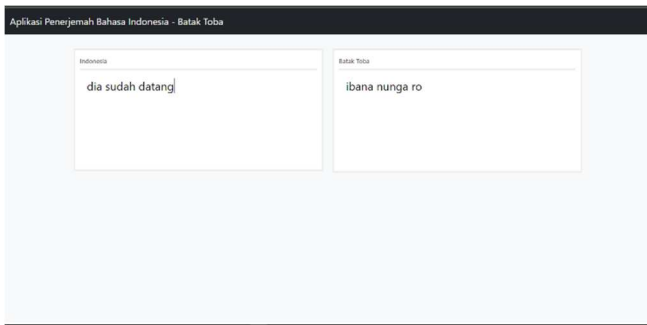 Aplikasi Penerjemah Bahasa Indonesia - Batak Toba
Indonesia
dia sudah datang
Batak Toba
ibana nunga ro